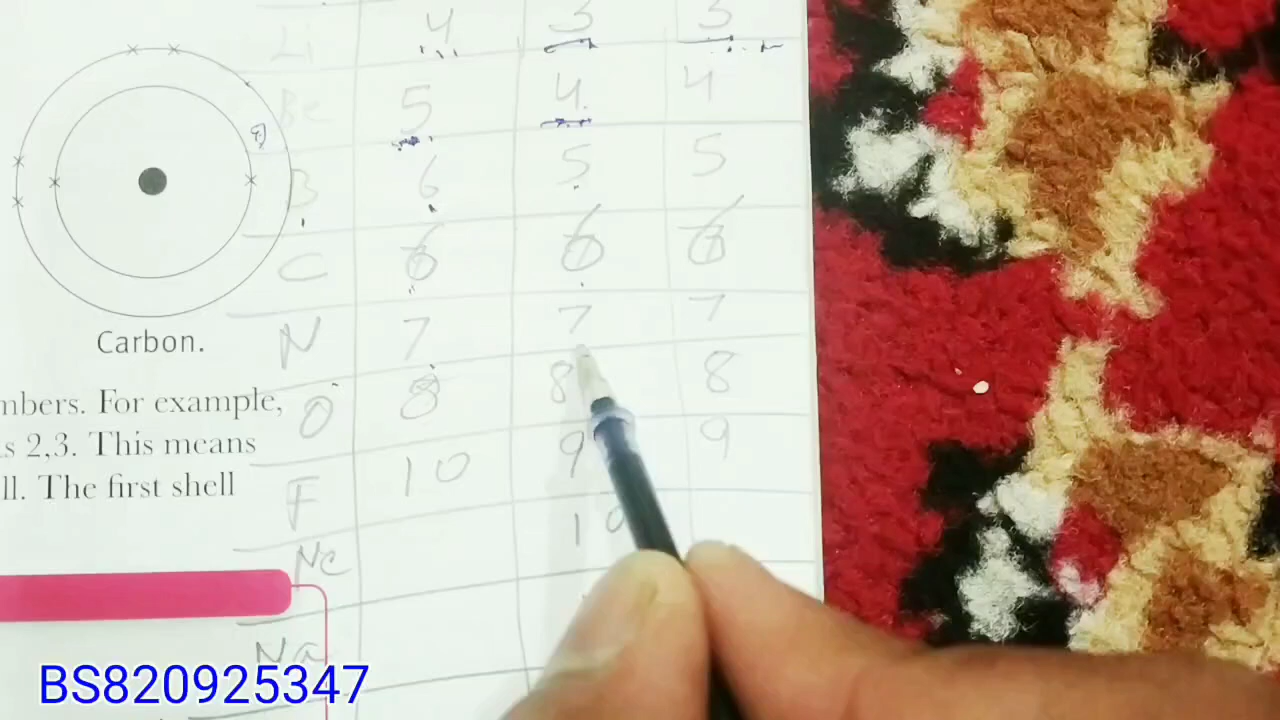 Li 4 3 3
Be 5 4 4
B 6 5 5
C 6 6 6
N 7 7 7
O 8 8 8
F 10 9 9
Ne 10
Na
Carbon.
mbers. For example,
s 2,3. This means
ll. The first shell
BS820925347